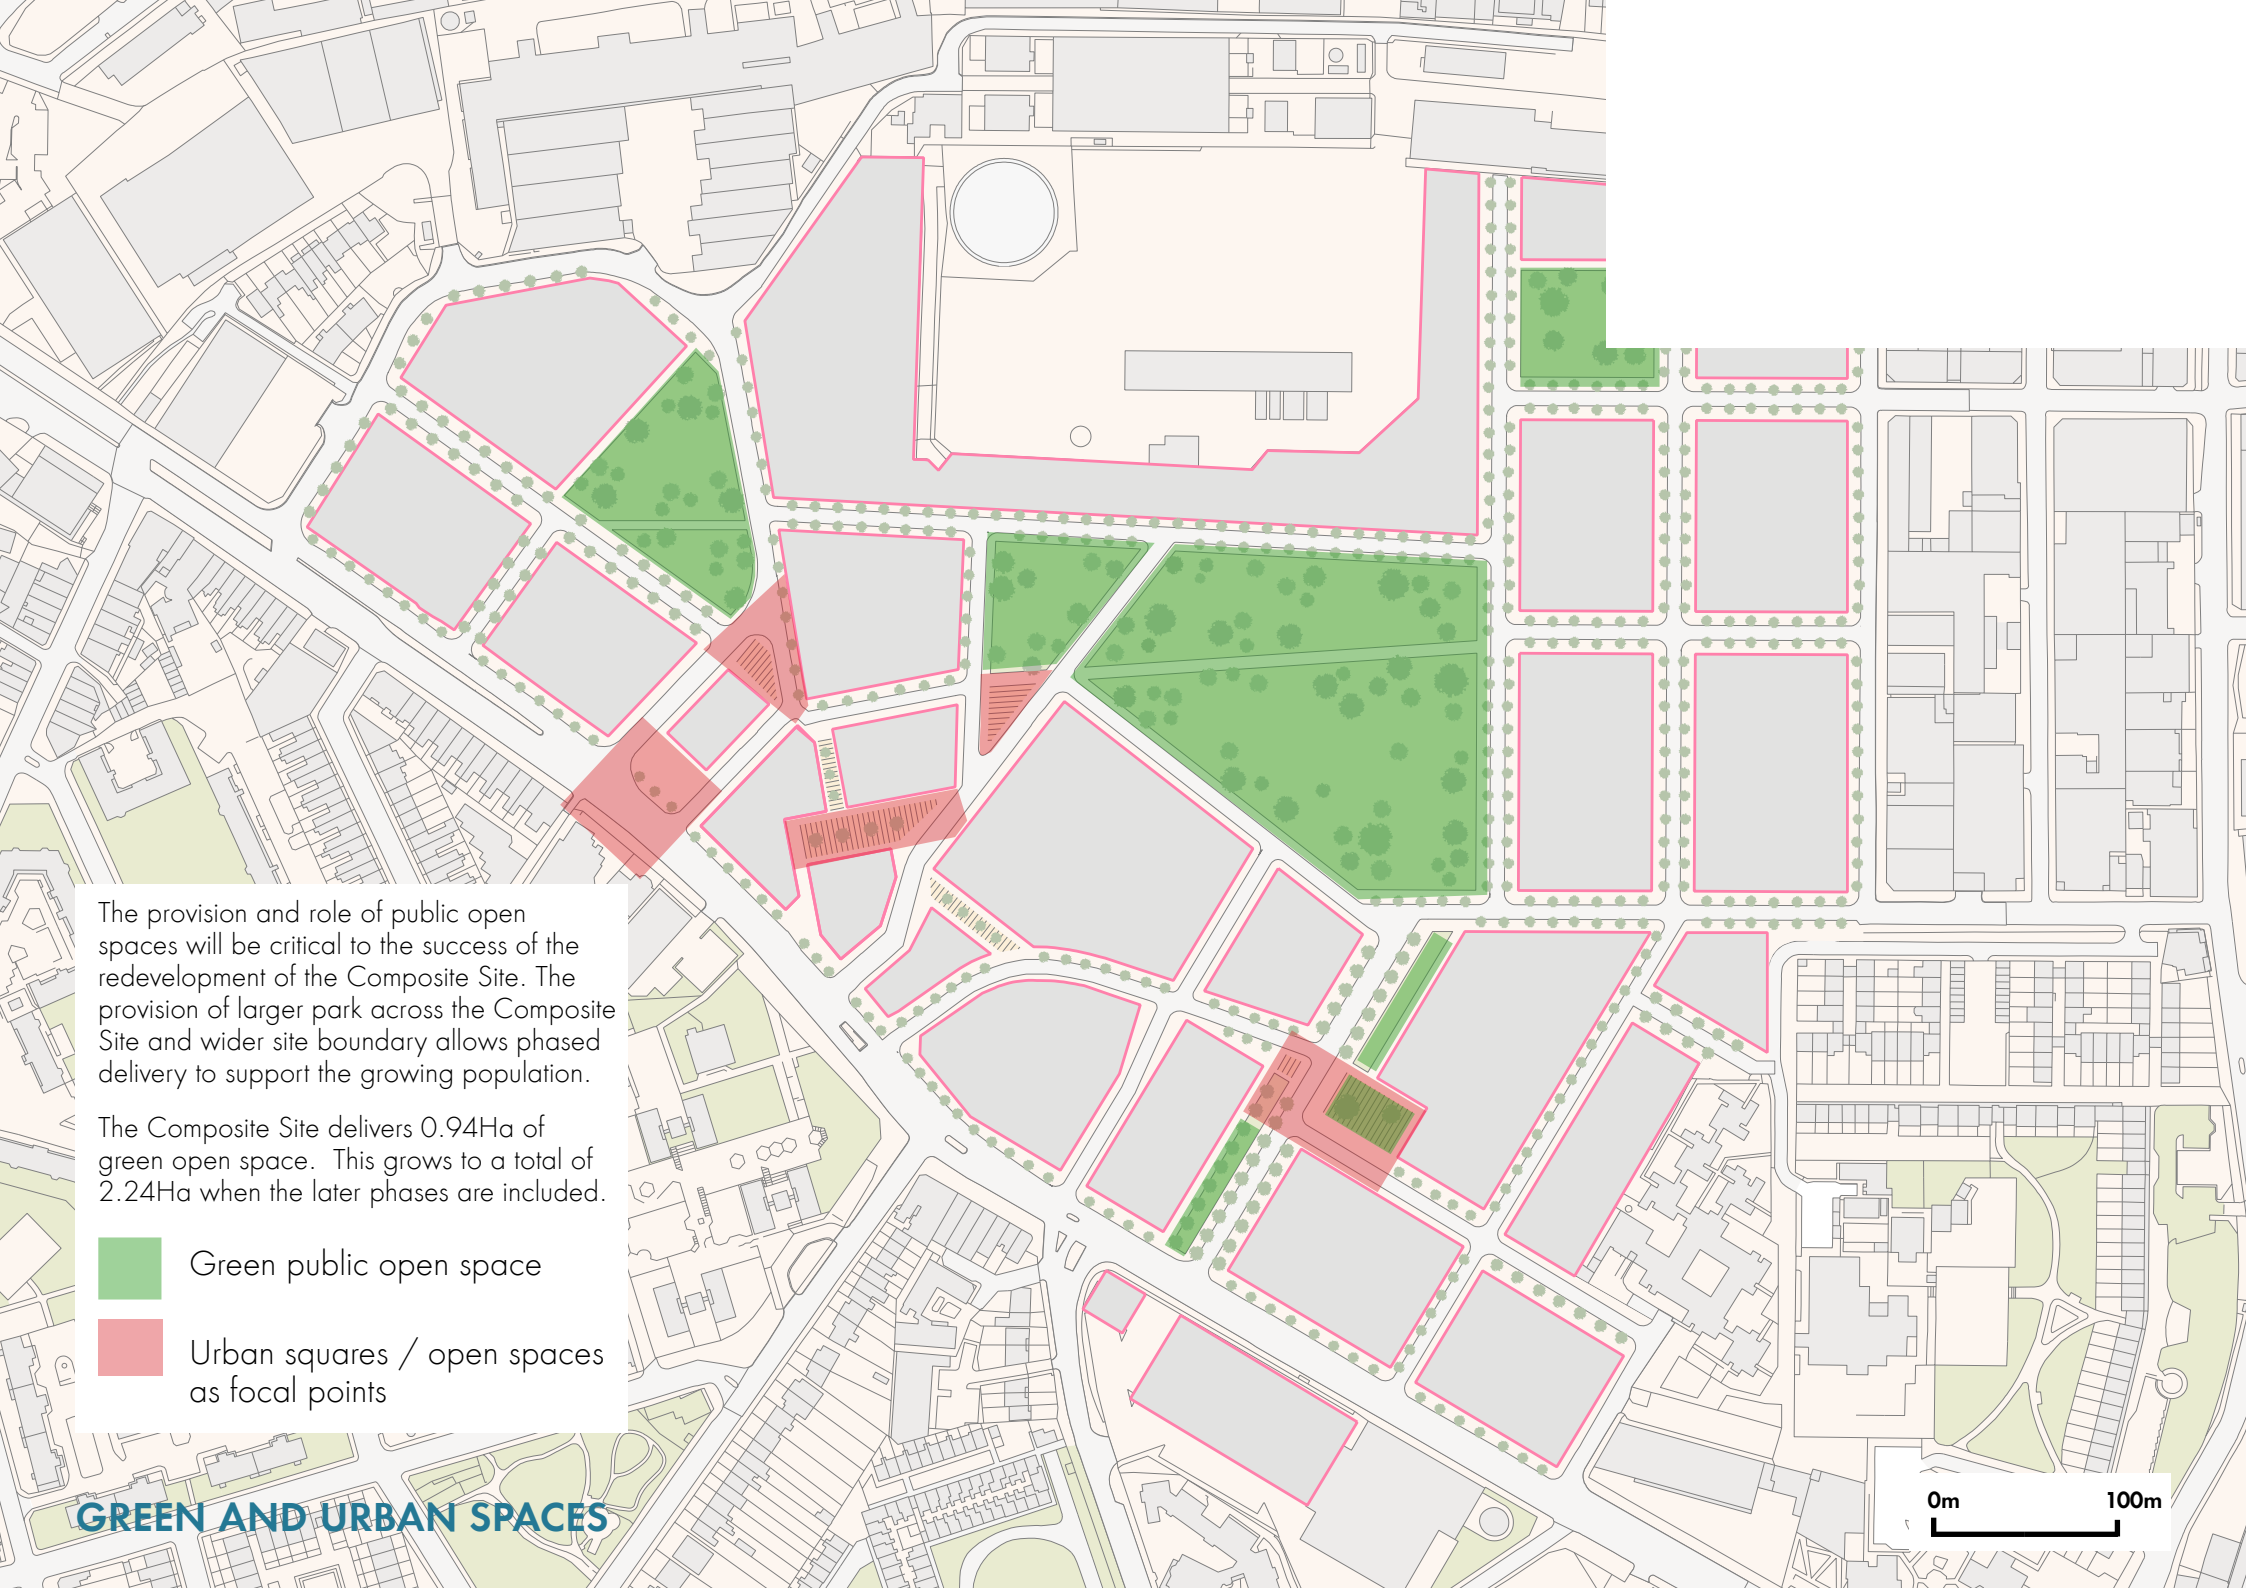 The provision and role of public open
spaces will be critical to the success of the
redevelopment of the Composite Site. The
provision of larger park across the Composite
Site and wider site boundary allows phased
delivery to support the growing population.
The Composite Site delivers 0.94Ha of
green open space.  This grows to a total of
2.24Ha when the later phases are included.
Green public open space
Urban squares / open spaces
as focal points
GREEN AND URBAN SPACES
0m 100m